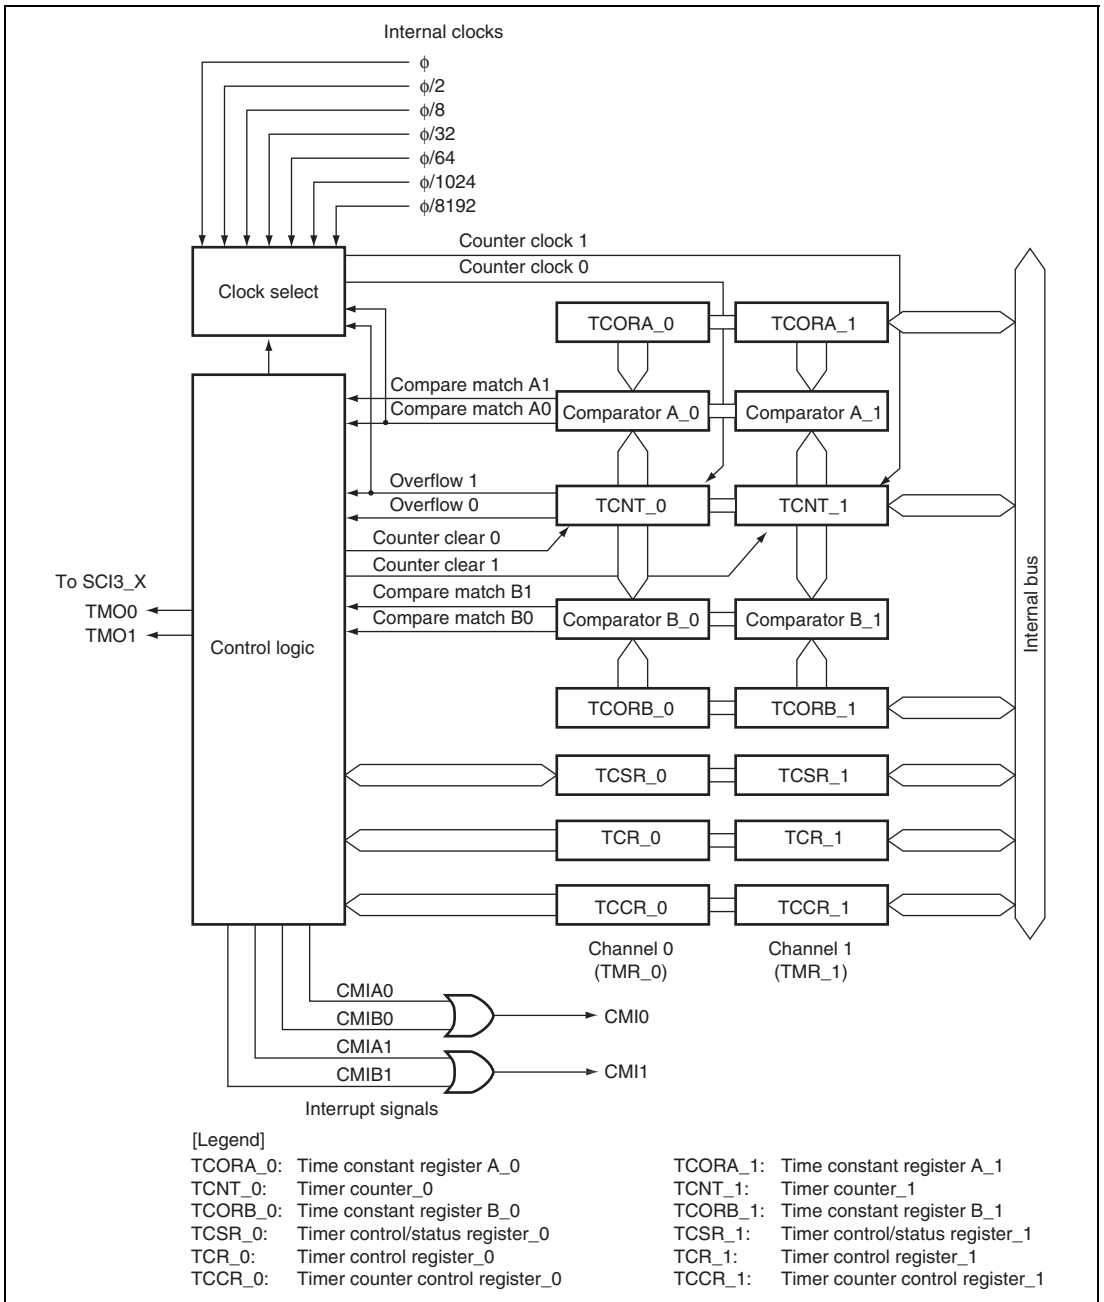 Internal clocks
ϕ
ϕ/2
ϕ/8
ϕ/32
ϕ/64
ϕ/1024
ϕ/8192
Counter clock 1
Counter clock 0
Clock select
TCORA_0
TCORA_1
Compare match A1
Compare match A0
Comparator A_0
Comparator A_1
Overflow 1
Overflow 0
TCNT_0
TCNT_1
Counter clear 0
Counter clear 1
To SCI3_X
TMO0
TMO1
Compare match B1
Compare match B0
Comparator B_0
Comparator B_1
Control logic
Internal bus
TCORB_0
TCORB_1
TCSR_0
TCSR_1
TCR_0
TCR_1
TCCR_0
TCCR_1
Channel 0
(TMR_0)
Channel 1
(TMR_1)
CMIA0
CMIB0
CMI0
CMIA1
CMIB1
CMI1
Interrupt signals
[Legend]
TCORA_0: Time constant register A_0
TCNT_0: Timer counter_0
TCORB_0: Time constant register B_0
TCSR_0: Timer control/status register_0
TCR_0: Timer control register_0
TCCR_0: Timer counter control register_0
TCORA_1: Time constant register A_1
TCNT_1: Timer counter_1
TCORB_1: Time constant register B_1
TCSR_1: Timer control/status register_1
TCR_1: Timer control register_1
TCCR_1: Timer counter control register_1